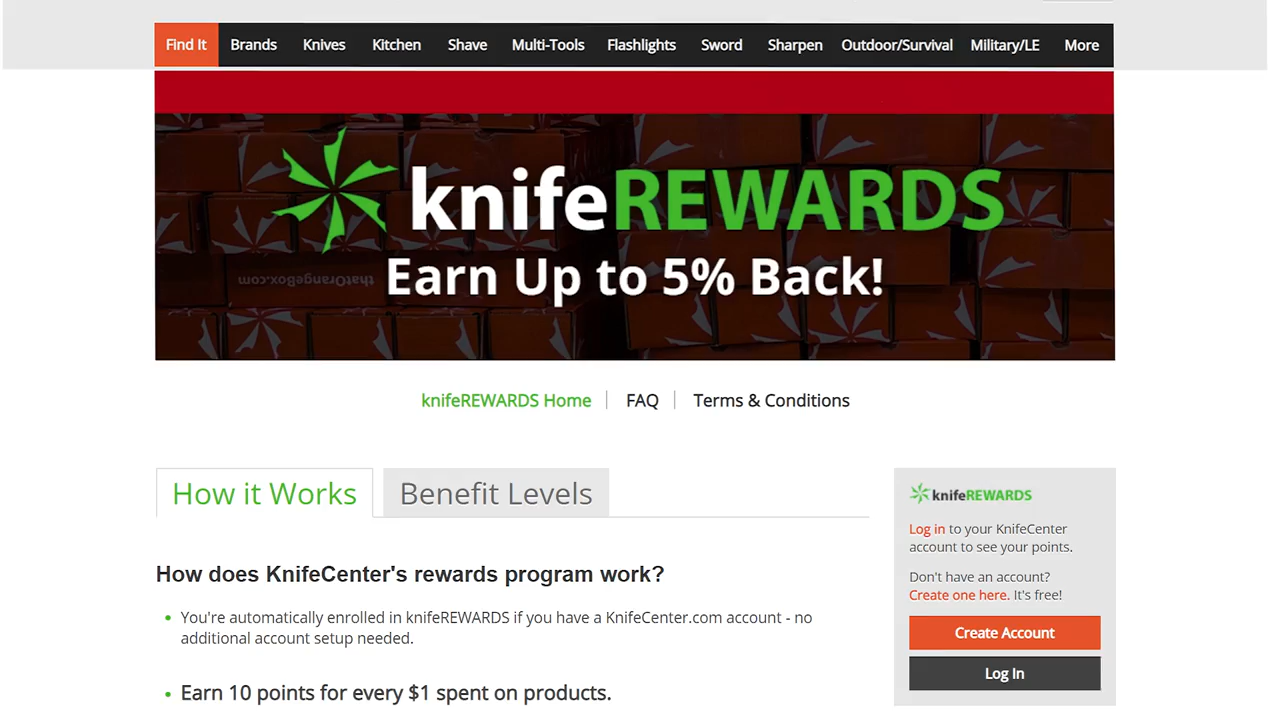 Find It Brands Knives Kitchen Shave Multi-Tools Flashlights Sword Sharpen Outdoor/Survival Military/LE More
knifeREWARDS
thatOrangeBox.com
Earn Up to 5% Back!
knifeREWARDS Home FAQ Terms & Conditions
How it Works Benefit Levels
How does KnifeCenter's rewards program work?
You're automatically enrolled in knifeREWARDS if you have a KnifeCenter.com account - no
additional account setup needed.
Earn 10 points for every $1 spent on products.
knifeREWARDS
Log in to your KnifeCenter
account to see your points.
Don't have an account?
Create one here. It's free!
Create Account
Log In